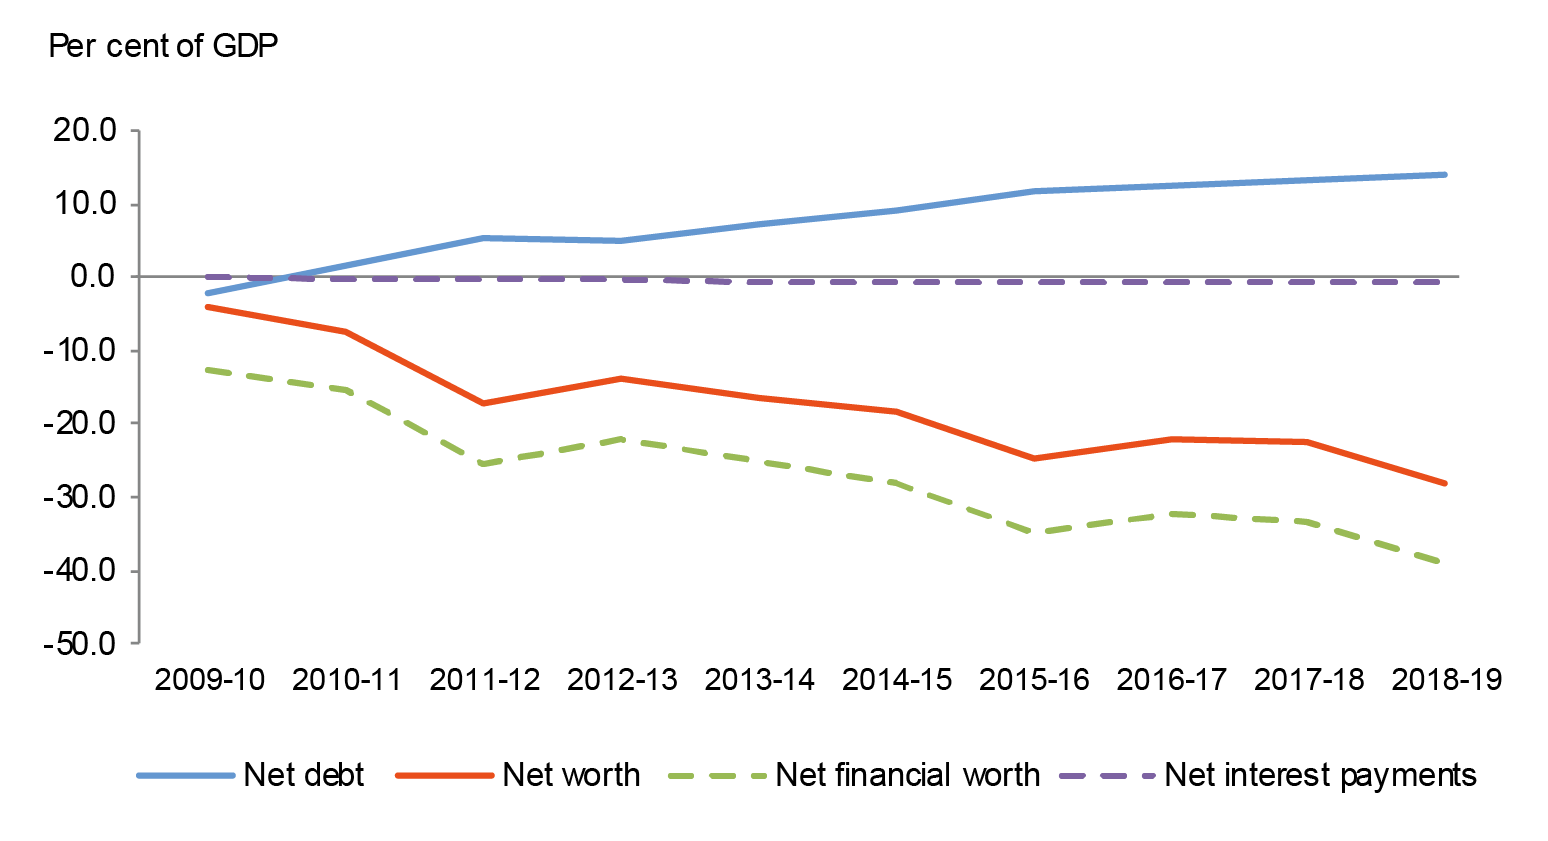 Per cent of GDP
20.0
10.0
0.0
-10.0
-20.0
-30.0
-40.0
-50.0
2009-10 2010-11 2011-12 2012-13 2013-14 2014-15 2015-16 2016-17 2017-18 2018-19
Net debt Net worth Net financial worth Net interest payments